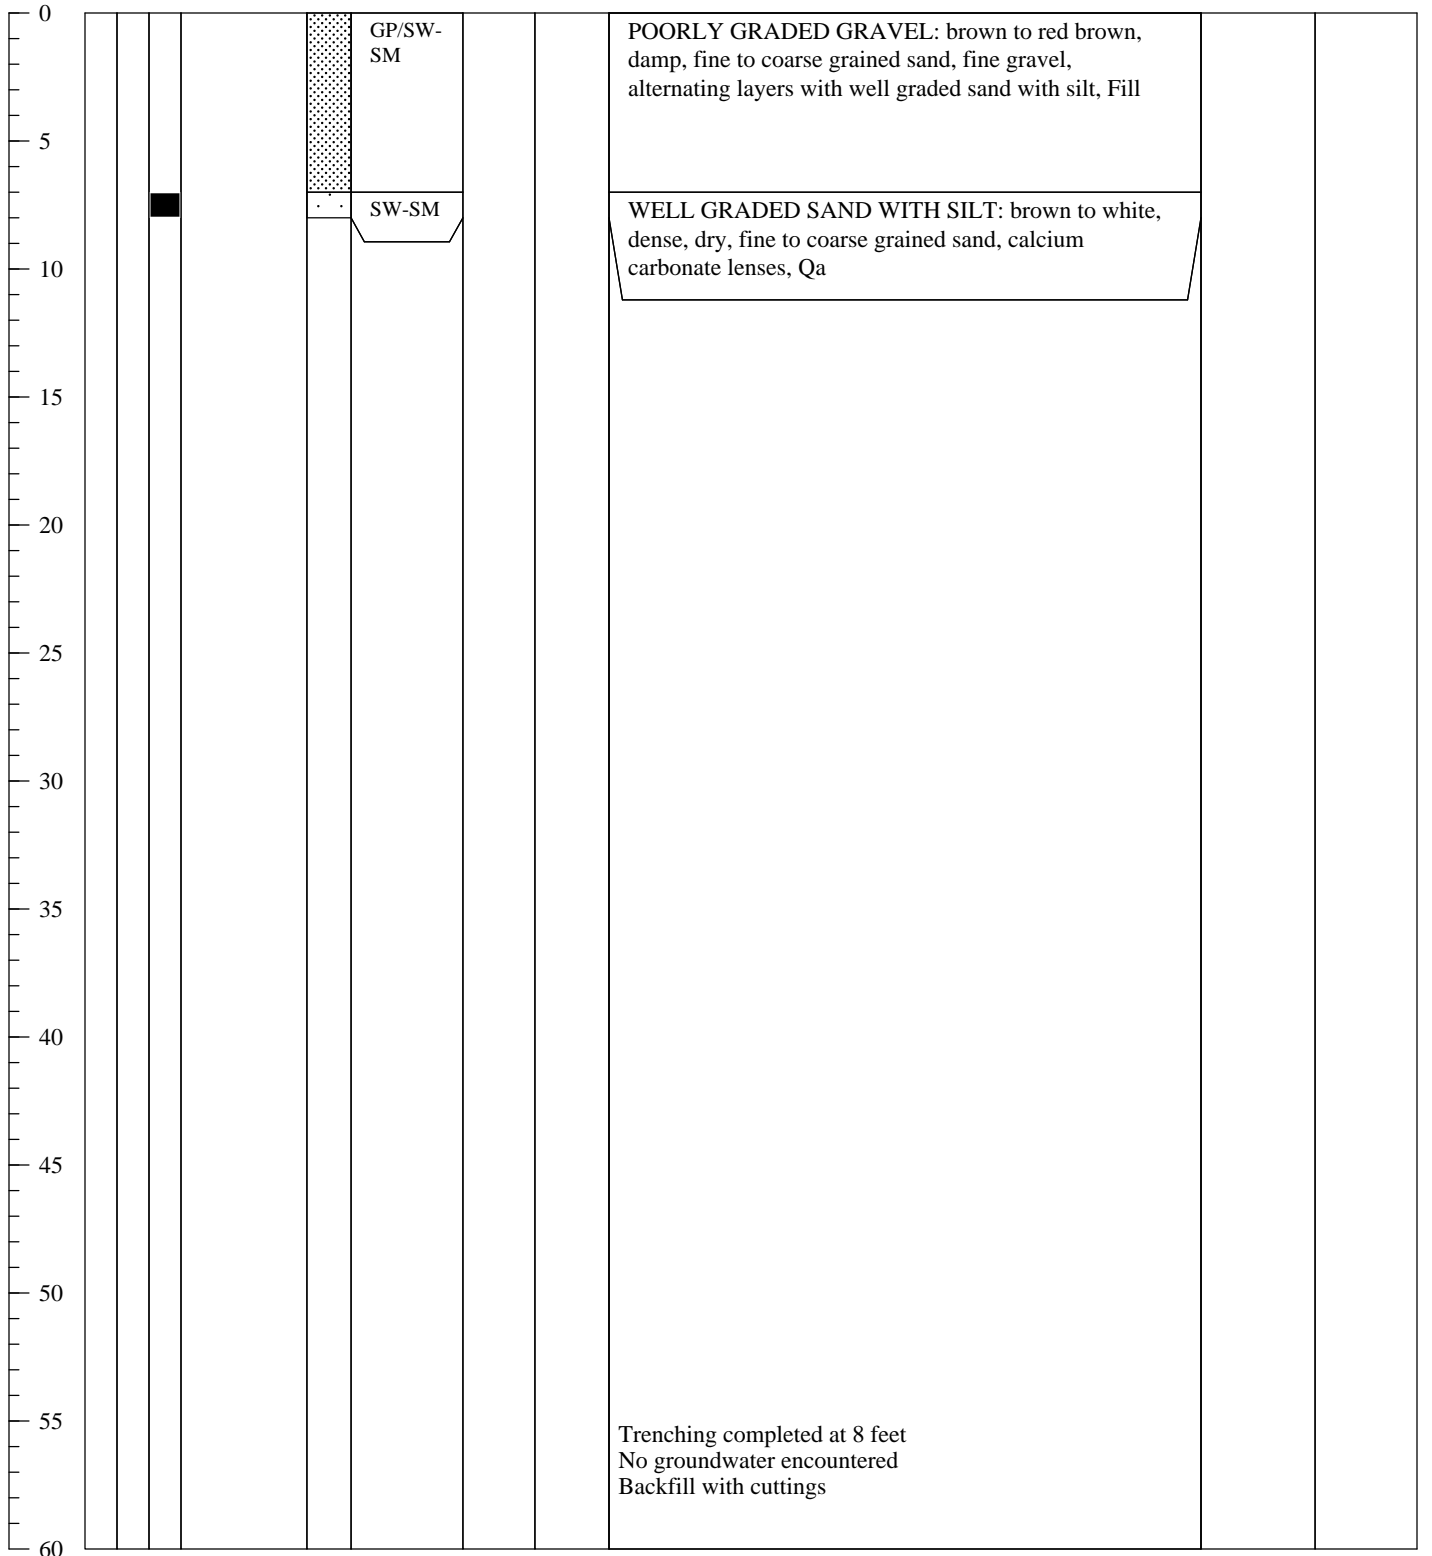 0
GP/SW-
SM
POORLY GRADED GRAVEL: brown to red brown,
damp, fine to coarse grained sand, fine gravel,
alternating layers with well graded sand with silt, Fill
5
SW-SM
WELL GRADED SAND WITH SILT: brown to white,
dense, dry, fine to coarse grained sand, calcium
carbonate lenses, Qa
10
15
20
25
30
35
40
45
50
55
Trenching completed at 8 feet
No groundwater encountered
Backfill with cuttings
60